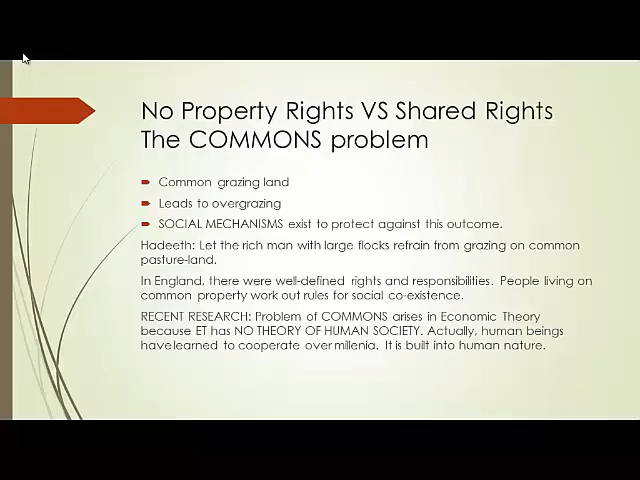 No Property Rights VS Shared Rights
The COMMONS problem
Common grazing land
Leads to overgrazing
SOCIAL MECHANISMS exist to protect against this outcome.
Hadeeth: Let the rich man with large flocks refrain from grazing on common
pasture-land.
In England, there were well-defined rights and responsibilities. People living on
common property work out rules for social co-existence.
RECENT RESEARCH: Problem of COMMONS arises in Economic Theory
because ET has NO THEORY OF HUMAN SOCIETY. Actually, human beings
have learned to cooperate over millenia. It is built into human nature.